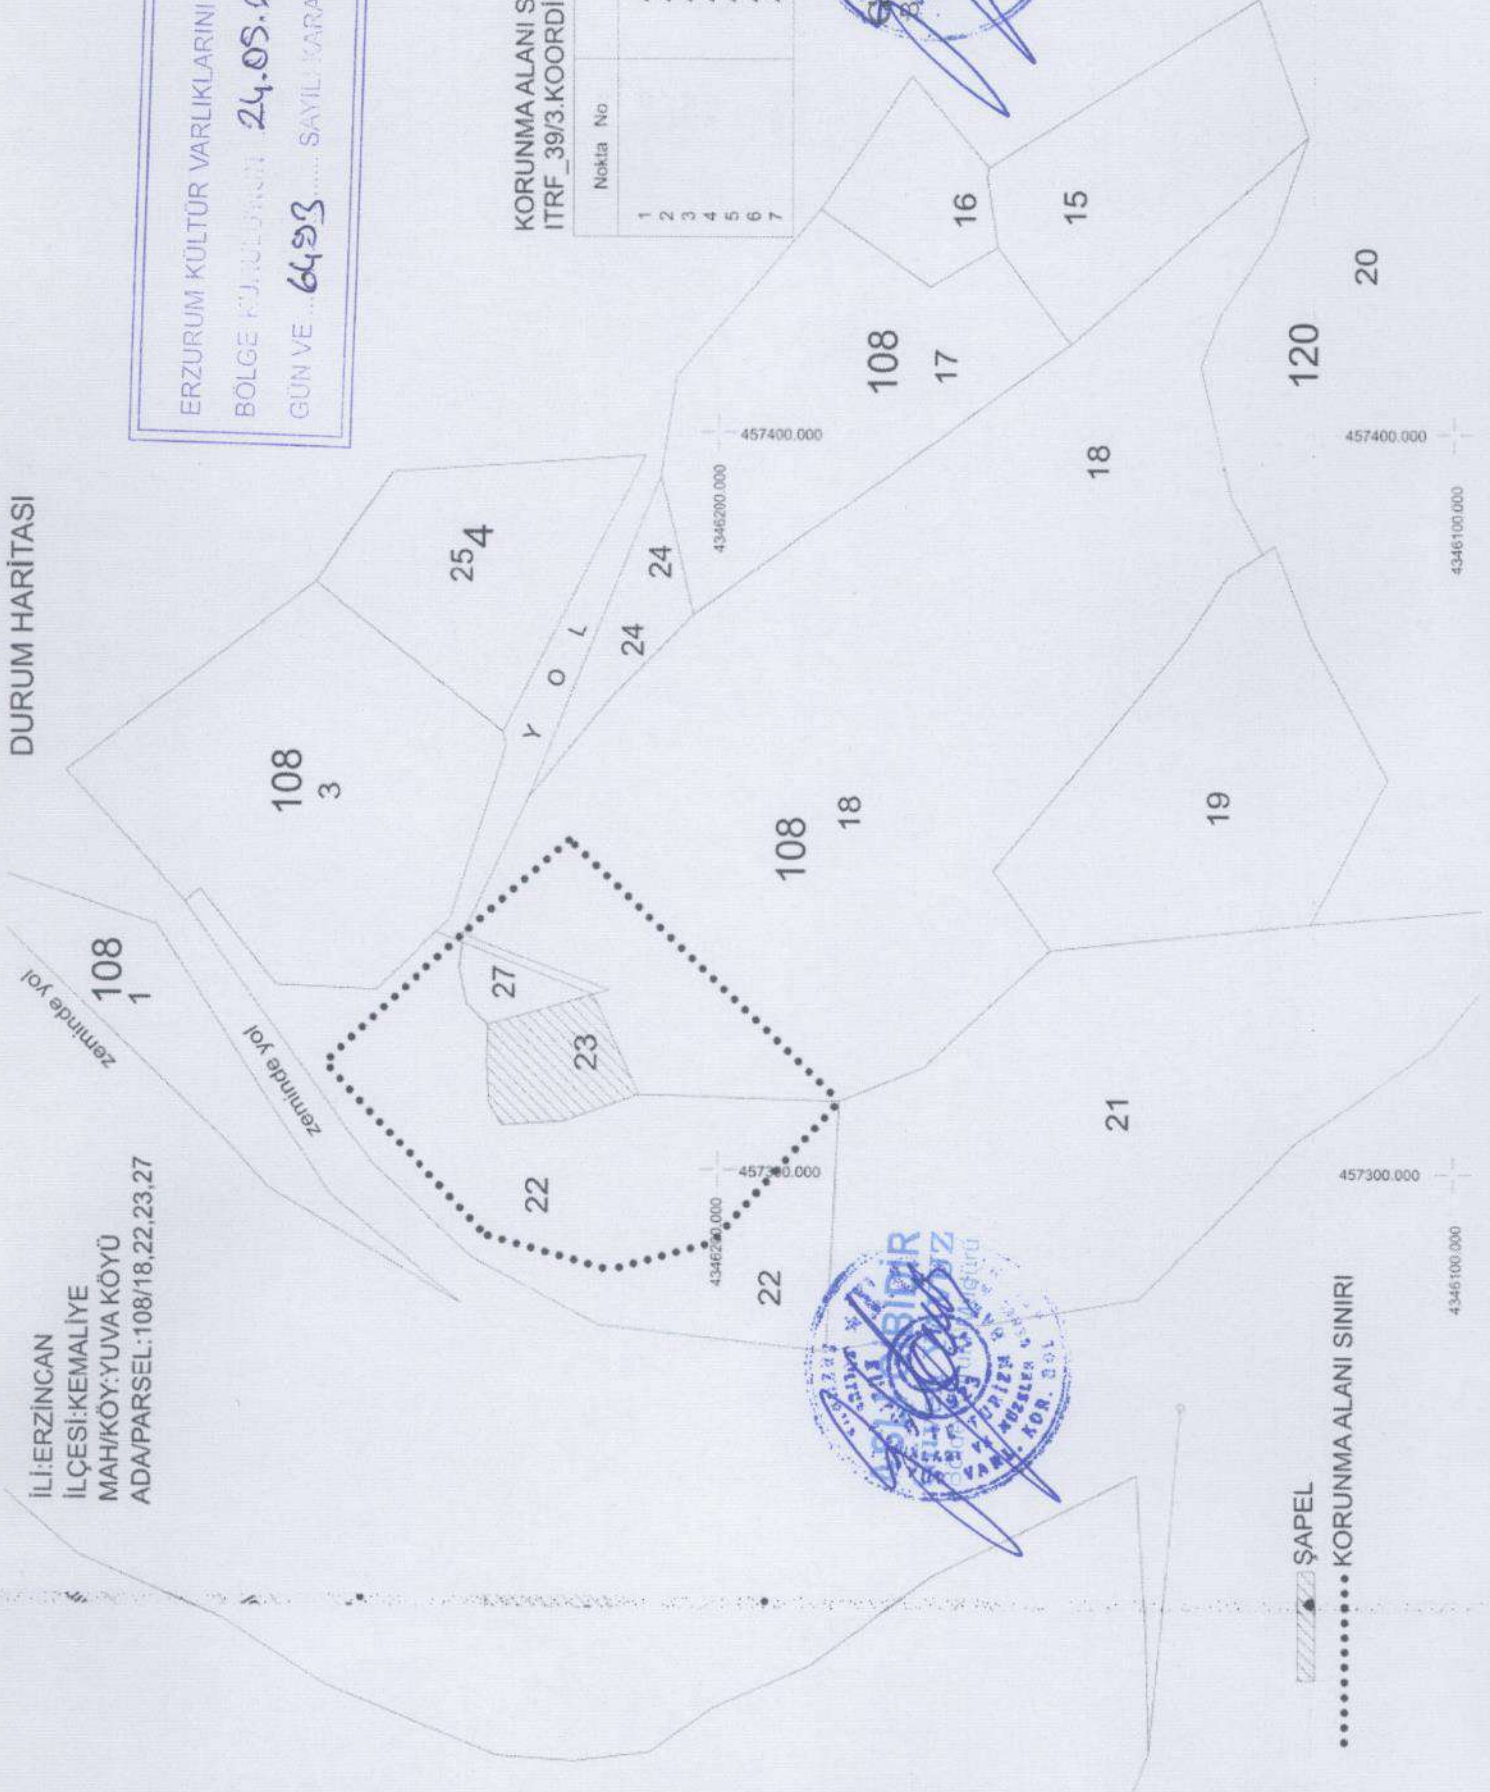 DURUM HARİTASI
İLİ:ERZİNCAN
İLÇESİ:KEMALİYE
MAH/KÖY:YUVA KÖYÜ
ADA/PARSEL:108/18,22,23,27
ERZURUM KÜLTÜR VARLIKLARINI
BÖLGE 24.05.
GÜN VE 6493 SAYILI KARA
KORUNMA ALANI S
ITRF_39/3.KOORDİ
Nokta No
1
2
3
4
5
6
7
zeminde yol
108
1
zeminde yol
108
3
25
4
YOL
24
24
27
23
22
22
108
18
18
108
17
16
15
19
21
120
20
457400.000
4346200.000
457400.000
4346100.000
457300.000
4346200.000
457300.000
4346100.000
ŞAPEL
KORUNMA ALANI SINIRI